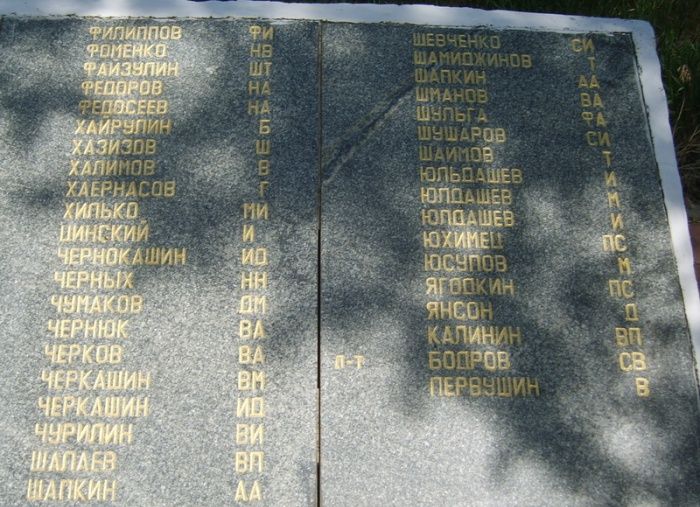 ФИЛИППОВ ФИ
ФОМЕНКО НВ
ФАИЗУЛИН ШТ
ФЕДОРОВ НА
ФЕДОСЕЕВ НА
ХАЙРУЛИН Б
ХАЗИЗОВ Ш
ХАЛИМОВ В
ХАЕРНАСОВ Г
ХИЛЬКО МИ
ЦИНСКИЙ И
ЧЕРНОКАШИН ИД
ЧЕРНЫХ НН
ЧУМАКОВ ДМ
ЧЕРНЮК ВА
ЧЕРКОВ ВА
ЧЕРКАШИН ВМ
ЧЕРКАШИН ИД
ЧУРИЛИН ВИ
ШАПАЕВ ВП
ШАПКИН АА
ШЕВЧЕНКО СИ
ШАМИДЖИНОВ Т
ШАПКИН АА
ШМАНОВ ВА
ШУЛЬГА ФА
ШУШАРОВ СИ
ШАИМОВ Т
ЮЛЬДАШЕВ И
ЮЛДАШЕВ М
ЮЛДАШЕВ И
ЮХИМЕЦ ПС
ЮСУПОВ М
ЯГОДКИН ПС
ЯНСОН Д
КАЛИНИН ВП
П-Т БОДРОВ СВ
ПЕРВУШИН В